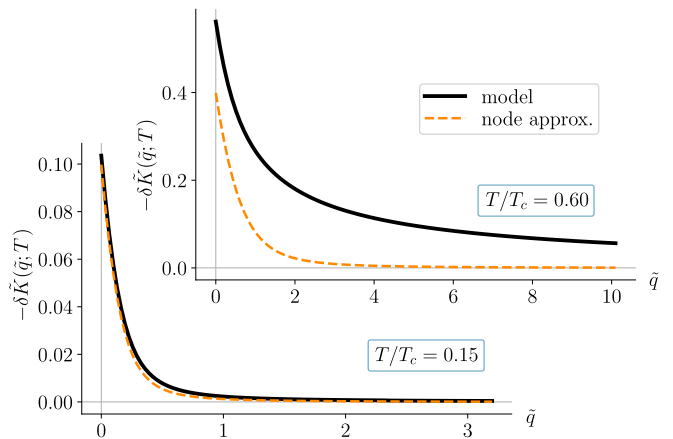 0.4
0.2
0.0
−δK̃(q̃; T)
model
node approx.
T/T_c = 0.60
0 2 4 6 8 10
q̃
0.10
0.08
0.06
0.04
0.02
0.00
−δK̃(q̃; T)
T/T_c = 0.15
0 1 2 3
q̃